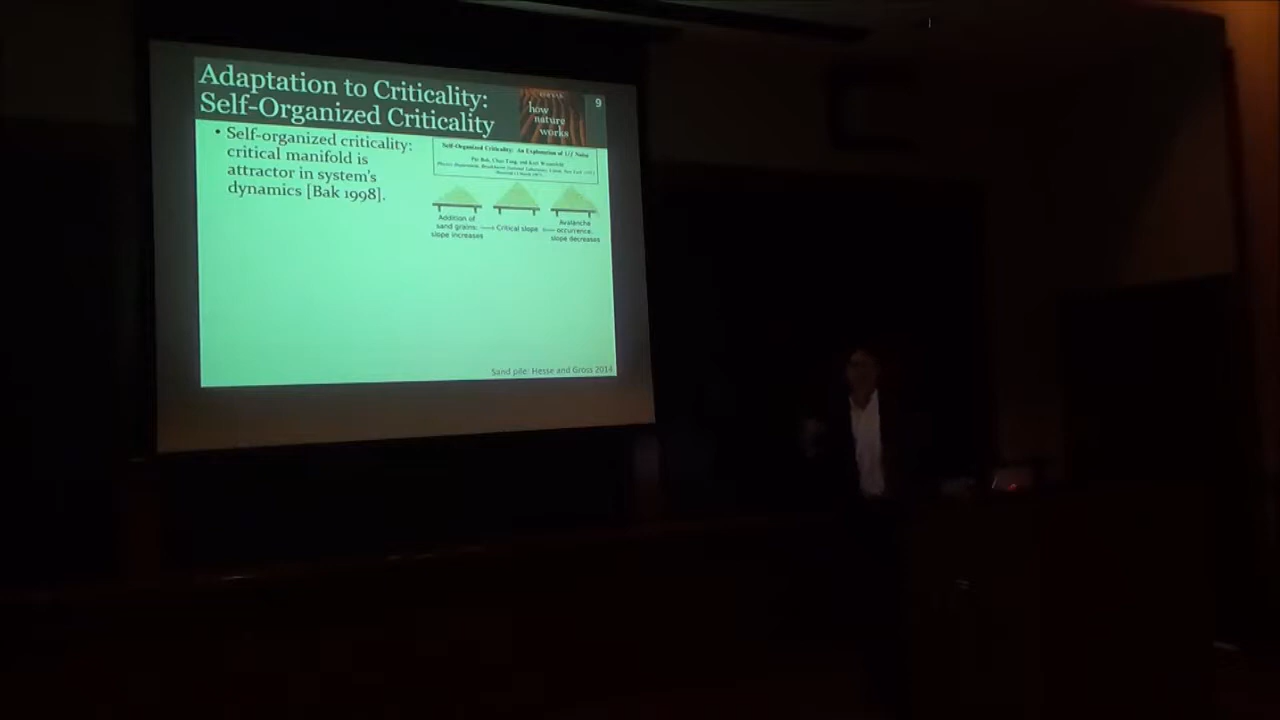 Adaptation to Criticality:
Self-Organized Criticality
how
nature
works
9
• Self-organized criticality:
critical manifold is
attractor in system's
dynamics [Bak 1998].
Self-Organized Criticality: An Explanation of 1/f Noise
Per Bak, Chao Tang, and Kurt Wiesenfeld
Addition of
sand grains:
slope increases
Critical slope
Avalanche
occurrence,
slope decreases
Sand pile: Hesse and Gross 2014